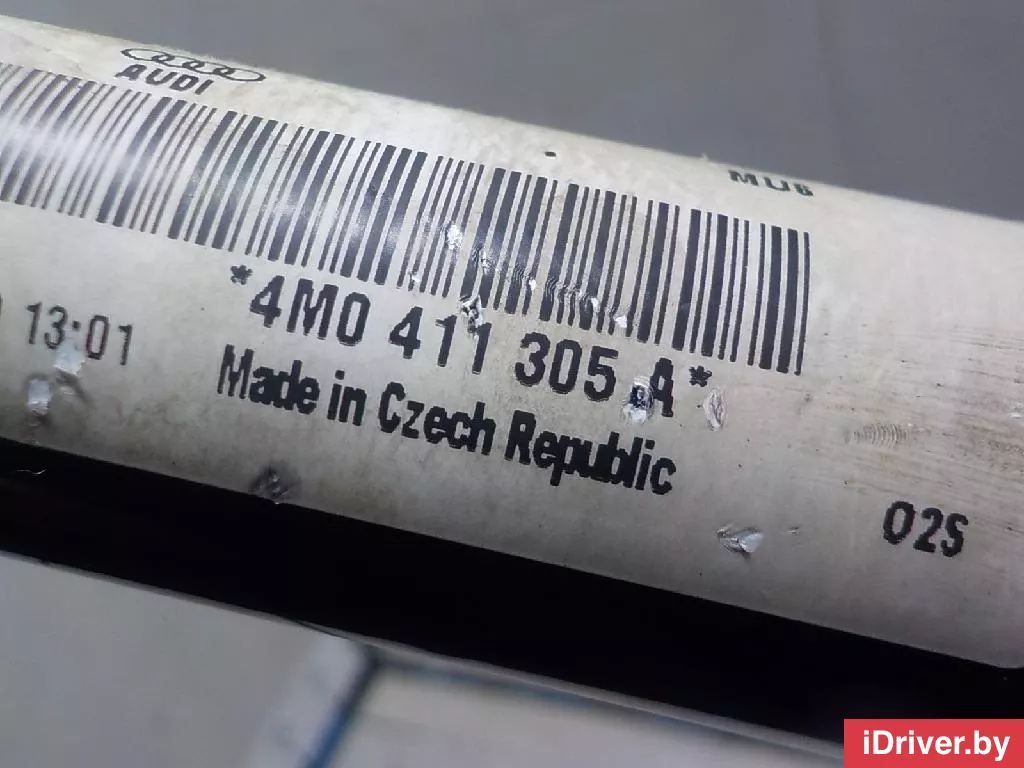 AUDI
MU6
*4M0 411 305 A*
13:01
Made in Czech Republic
02S
iDriver.by